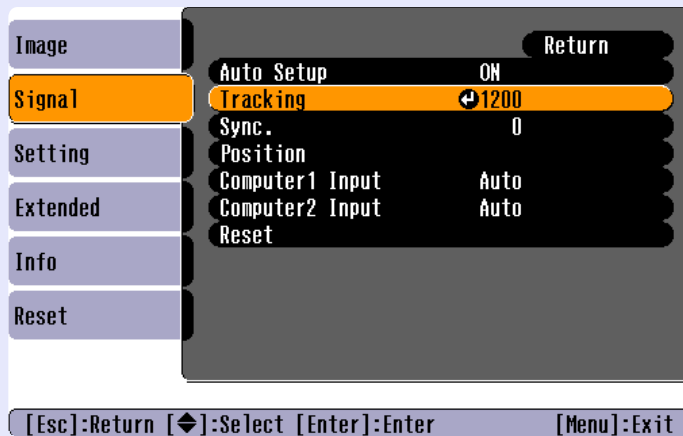 Image
Signal
Setting
Extended
Info
Reset
Return
Auto Setup ON
Tracking 1200
Sync. 0
Position
Computer1 Input Auto
Computer2 Input Auto
Reset
[Esc]:Return [◆]:Select [Enter]:Enter [Menu]:Exit